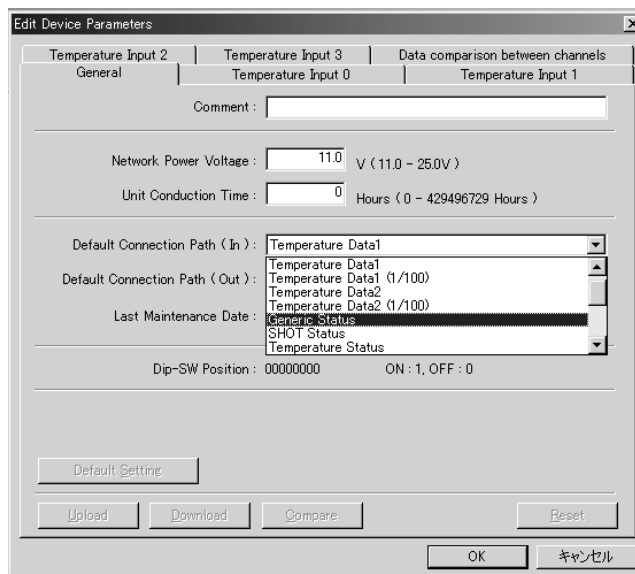 Edit Device Parameters
Temperature Input 2 Temperature Input 3 Data comparison between channels
General Temperature Input 0 Temperature Input 1
Comment :
Network Power Voltage : 11.0 V ( 11.0 - 25.0V )
Unit Conduction Time : 0 Hours ( 0 - 429496729 Hours )
Default Connection Path ( In ) : Temperature Data1
Temperature Data1
Default Connection Path ( Out ) : Temperature Data1 (1/100)
Temperature Data2
Temperature Data2 (1/100)
Last Maintenance Date : Generic Status
SHOT Status
Temperature Status
Dip-SW Position : 00000000 ON : 1, OFF : 0
Default Setting
Upload Download Compare Reset
OK キャンセル